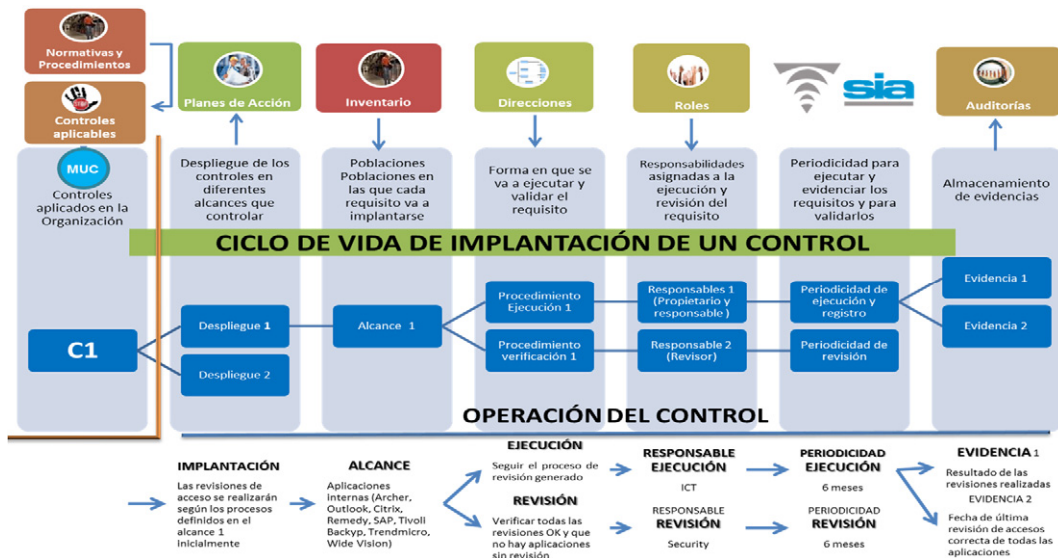 Normativas y
Procedimientos
Controles
aplicables
Planes de Acción
Inventario
Direcciones
Roles
sia
Auditorías
MUC
Controles
aplicados en la
Organización
Despliegue de los
controles en
diferentes
alcances que
controlar
Poblaciones
Poblaciones en
las que cada
requisito va a
implantarse
Forma en que se
va a ejecutar y
validar el
requisito
Responsabilidades
asignadas a la
ejecución y
revisión del
requisito
Periodicidad para
ejecutar y
evidenciar los
requisitos y para
validarlos
Almacenamiento
de evidencias
CICLO DE VIDA DE IMPLANTACIÓN DE UN CONTROL
C1
Despliegue 1
Despliegue 2
Alcance 1
Procedimiento
Ejecución 1
Procedimiento
verificación 1
Responsables 1
(Propietario y
responsable )
Responsable 2
(Revisor)
Periodicidad de
ejecución y
registro
Periodicidad de
revisión
Evidencia 1
Evidencia 2
OPERACIÓN DEL CONTROL
IMPLANTACIÓN
Las revisiones de
acceso se realizarán
según los procesos
definidos en el
alcance 1
Inicialmente
ALCANCE
Aplicaciones
internas (Archer,
Outlook, Citrix,
Remedy, SAP, Tivoli
Backyp, Trendmicro,
Wide Vision)
EJECUCIÓN
Seguir el proceso de
revisión generado
REVISIÓN
Verificar todas las
revisiones OK y que
no hay aplicaciones
sin revisión
RESPONSABLE
EJECUCIÓN
ICT
RESPONSABLE
REVISIÓN
Security
PERIODICIDAD
EJECUCIÓN
6 meses
PERIODICIDAD
REVISIÓN
6 meses
EVIDENCIA 1
Resultado de las
revisiones realizadas
EVIDENCIA 2
Fecha de última
revisión de accesos
correcta de todas las
aplicaciones